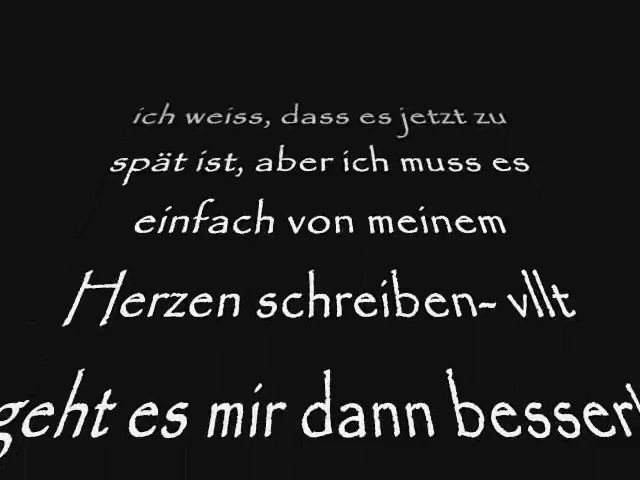 ich weiss, dass es jetzt zu
spät ist, aber ich muss es
einfach von meinem
Herzen schreiben- vllt
geht es mir dann besser!